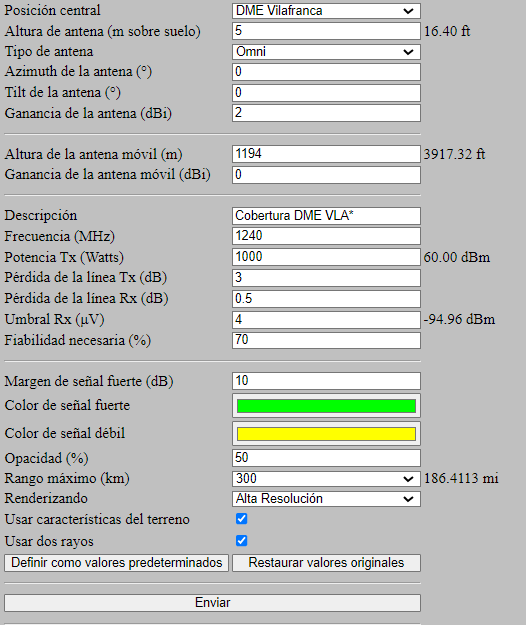 Posición central DME Vilafranca
Altura de antena (m sobre suelo) 5 16.40 ft
Tipo de antena Omni
Azimuth de la antena (°) 0
Tilt de la antena (°) 0
Ganancia de la antena (dBi) 2
Altura de la antena móvil (m) 1194 3917.32 ft
Ganancia de la antena móvil (dBi) 0
Descripción Cobertura DME VLA*
Frecuencia (MHz) 1240
Potencia Tx (Watts) 1000 60.00 dBm
Pérdida de la línea Tx (dB) 3
Pérdida de la línea Rx (dB) 0.5
Umbral Rx (µV) 4 -94.96 dBm
Fiabilidad necesaria (%) 70
Margen de señal fuerte (dB) 10
Color de señal fuerte
Color de señal débil
Opacidad (%) 50
Rango máximo (km) 300 186.4113 mi
Renderizando Alta Resolución
Usar características del terreno
Usar dos rayos
Definir como valores predeterminados Restaurar valores originales
Enviar